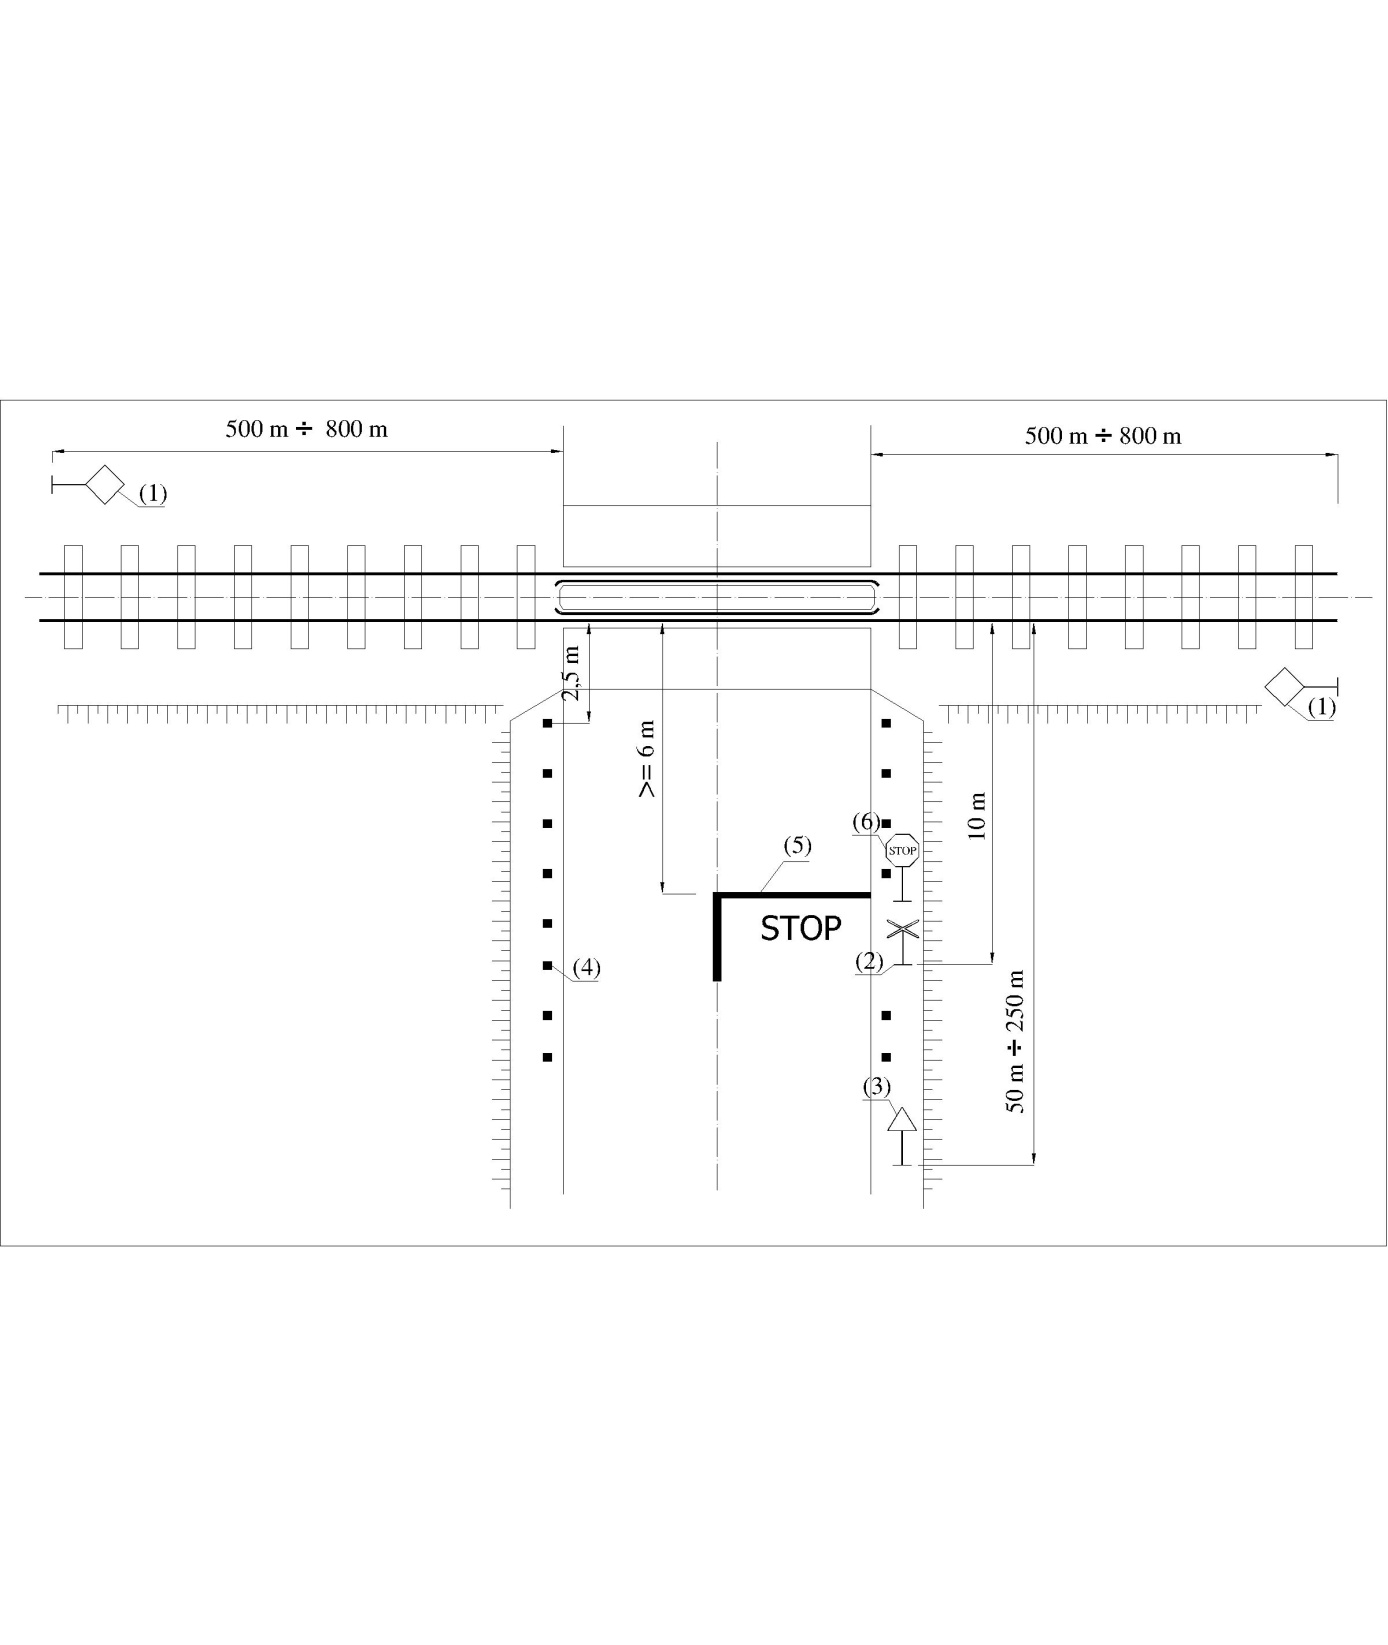 500 m ÷ 800 m
500 m ÷ 800 m
(1)
2,5 m
(1)
>= 6 m
10 m
(6)
(5)
STOP
STOP
(2)
(4)
50 m ÷ 250 m
(3)